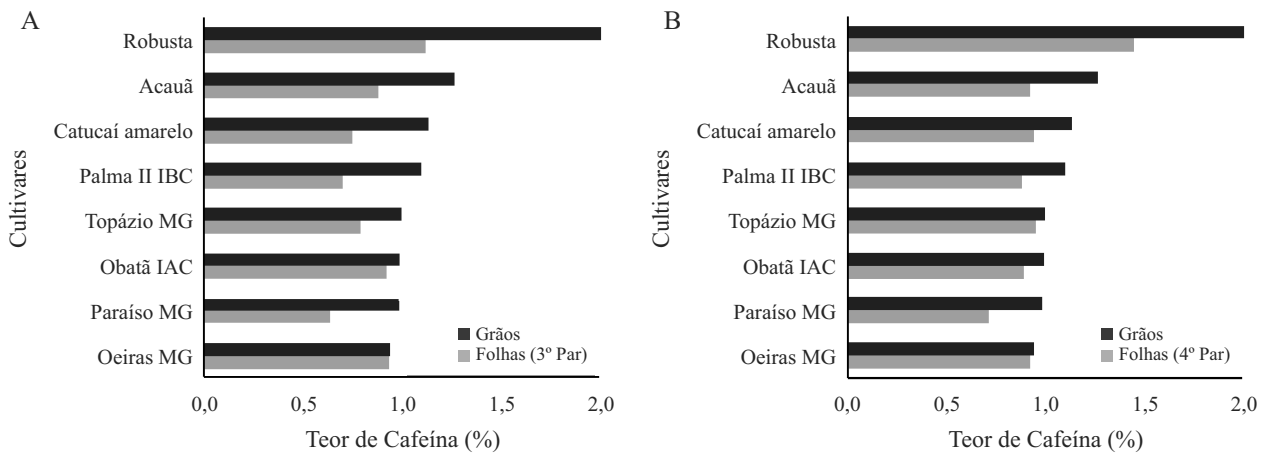 A
Cultivares
Robusta
Acauã
Catucaí amarelo
Palma II IBC
Topázio MG
Obatã IAC
Paraíso MG
Oeiras MG
Grãos
Folhas (3º Par)
0,0 0,5 1,0 1,5 2,0
Teor de Cafeína (%)
B
Cultivares
Robusta
Acauã
Catucaí amarelo
Palma II IBC
Topázio MG
Obatã IAC
Paraíso MG
Oeiras MG
Grãos
Folhas (4º Par)
0,0 0,5 1,0 1,5 2,0
Teor de Cafeína (%)